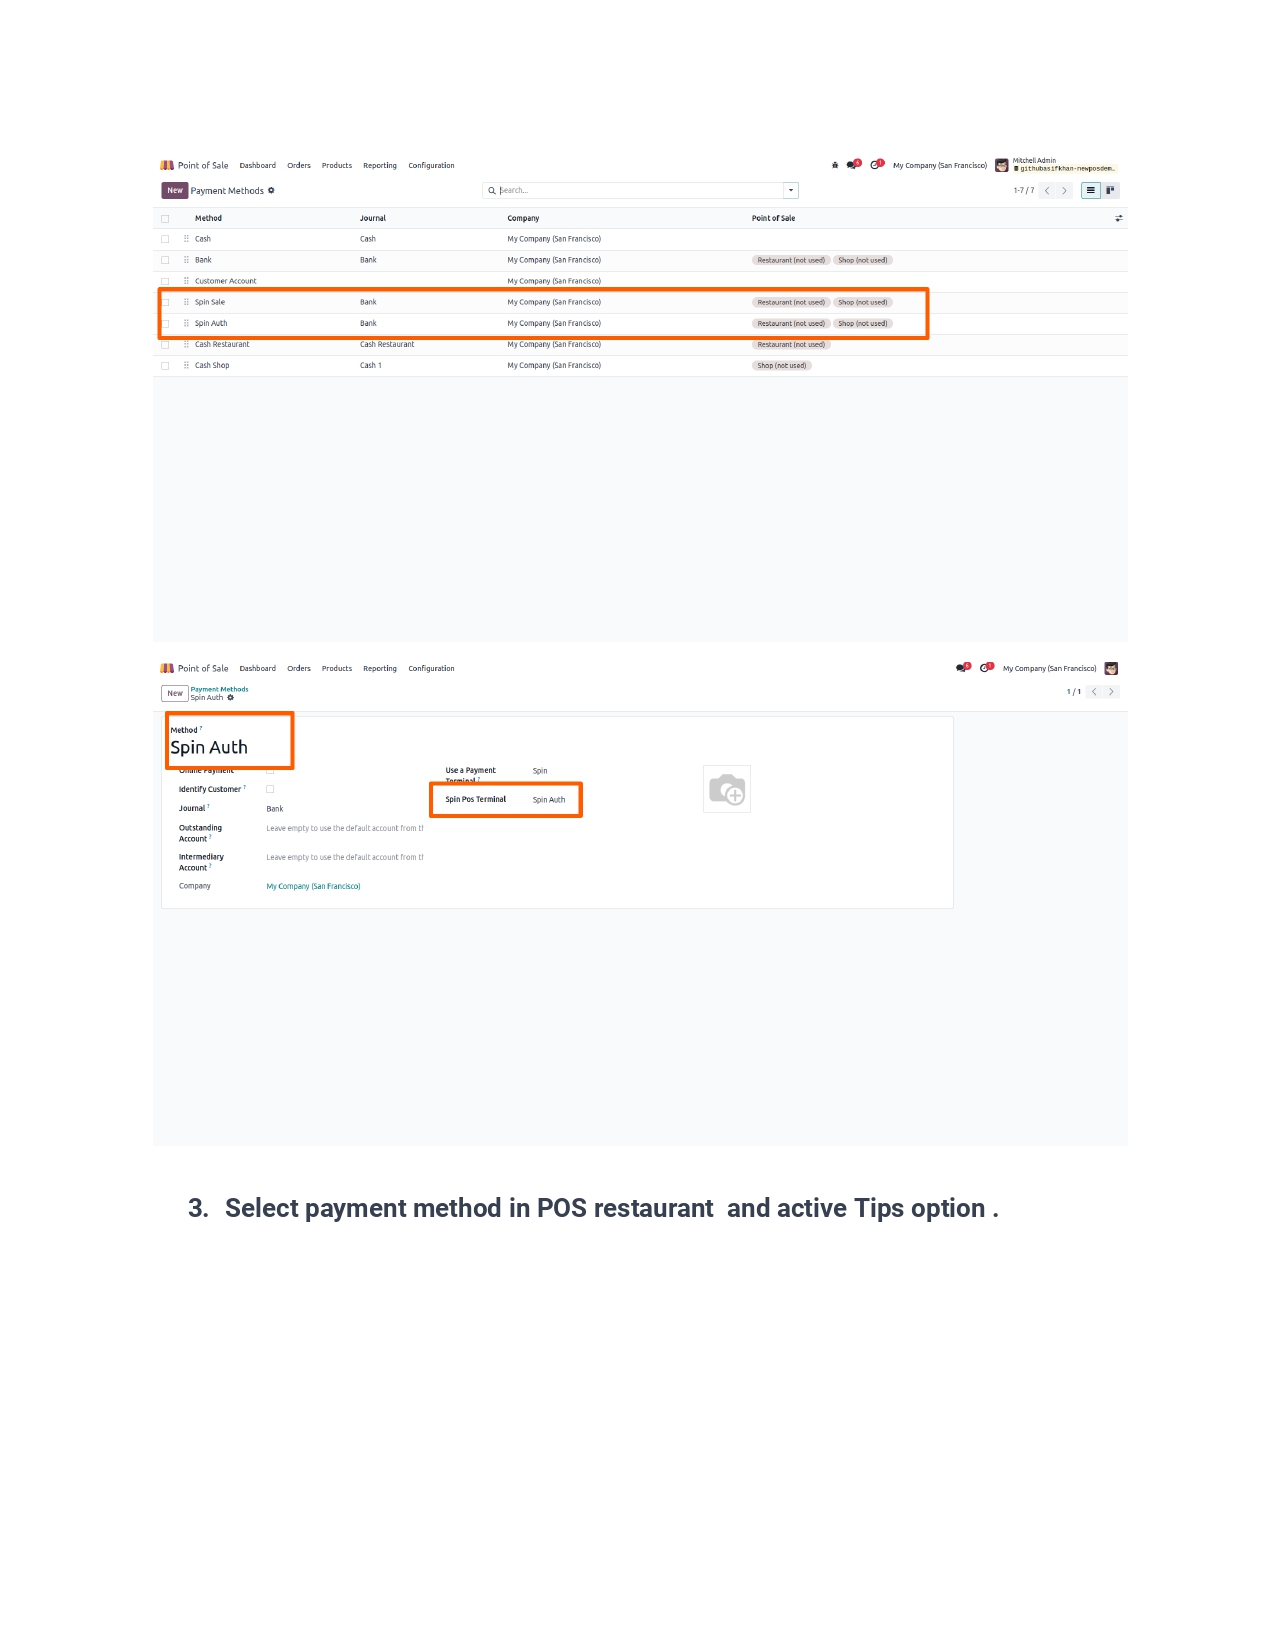 Point of Sale Dashboard Orders Products Reporting Configuration 6 1 My Company (San Francisco) Mitchell Admin
githubasifkhan-newposdem...
New Payment Methods Search... 1-7 / 7
Method Journal Company Point of Sale
Cash Cash My Company (San Francisco)
Bank Bank My Company (San Francisco) Restaurant (not used) Shop (not used)
Customer Account My Company (San Francisco)
Spin Sale Bank My Company (San Francisco) Restaurant (not used) Shop (not used)
Spin Auth Bank My Company (San Francisco) Restaurant (not used) Shop (not used)
Cash Restaurant Cash Restaurant My Company (San Francisco) Restaurant (not used)
Cash Shop Cash 1 My Company (San Francisco) Shop (not used)
Point of Sale Dashboard Orders Products Reporting Configuration 6 1 My Company (San Francisco)
New Payment Methods
Spin Auth 1 / 1
Method ?
Spin Auth
Online Payment Use a Payment Terminal ? Spin
Identify Customer ?
Spin Pos Terminal Spin Auth
Journal ? Bank
Outstanding Account ? Leave empty to use the default account from th
Intermediary Account ? Leave empty to use the default account from th
Company My Company (San Francisco)
3. Select payment method in POS restaurant and active Tips option .